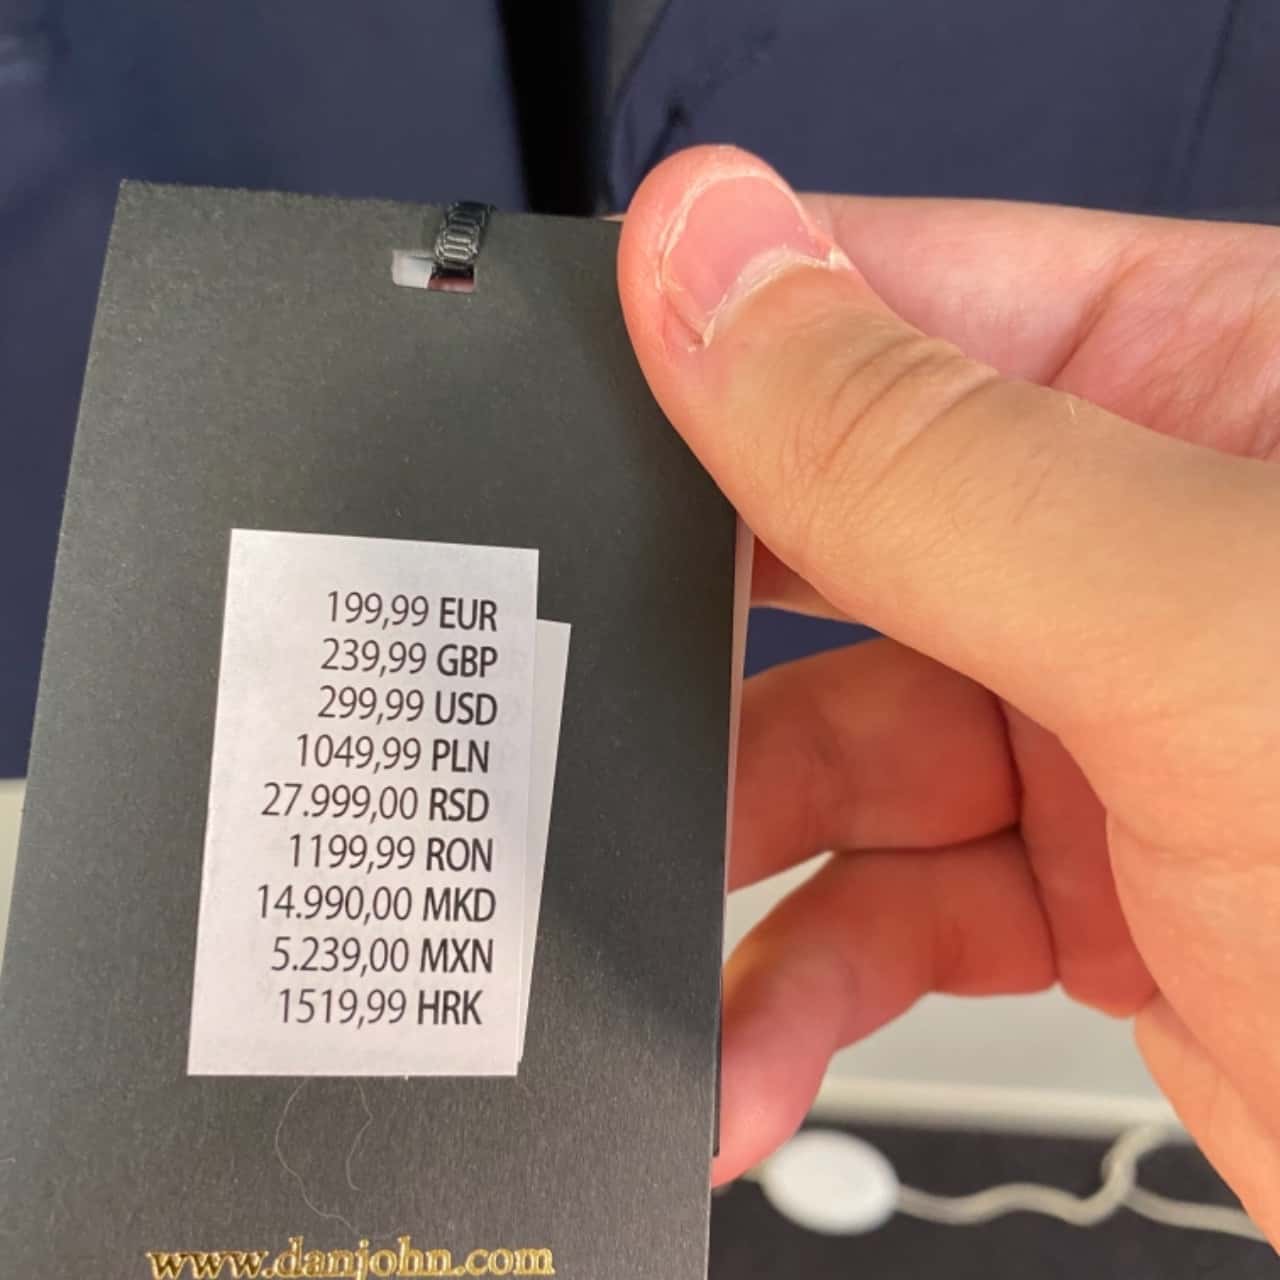 199,99 EUR
239,99 GBP
299,99 USD
1049,99 PLN
27.999,00 RSD
1199,99 RON
14.990,00 MKD
5.239,00 MXN
1519,99 HRK
www.danjohn.com